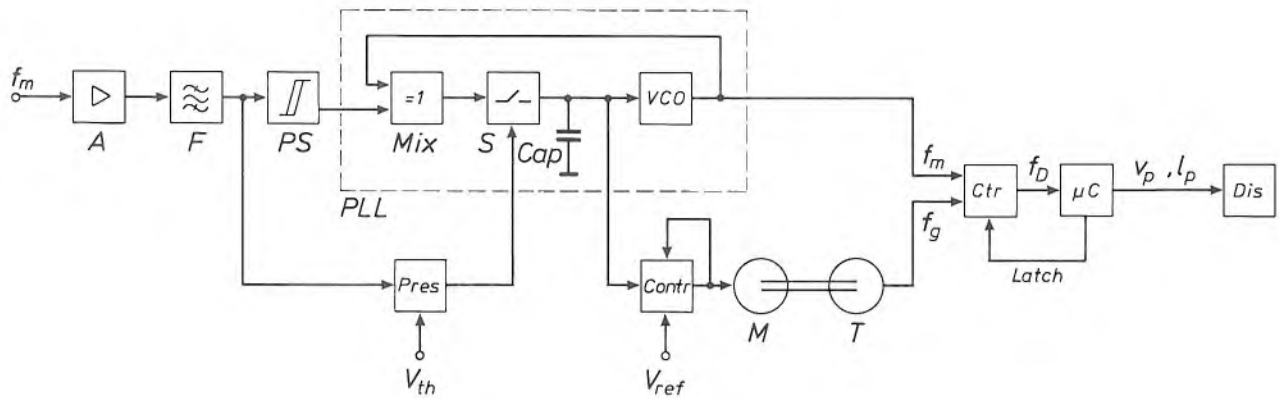 f_m
A
F
PS
=1
Mix
S
Cap
VCO
PLL
Pres
V_th
Contr
V_ref
M
T
f_m
f_g
Ctr
f_D
μC
Latch
v_p , l_p
Dis